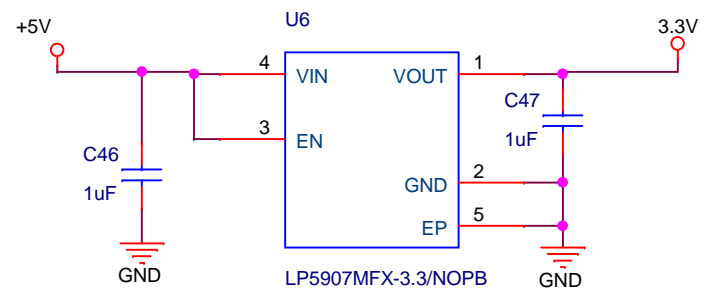 U6
+5V
3.3V
4
VIN
VOUT
1
3
EN
C47
1uF
C46
1uF
GND
2
EP
5
GND
LP5907MFX-3.3/NOPB
GND